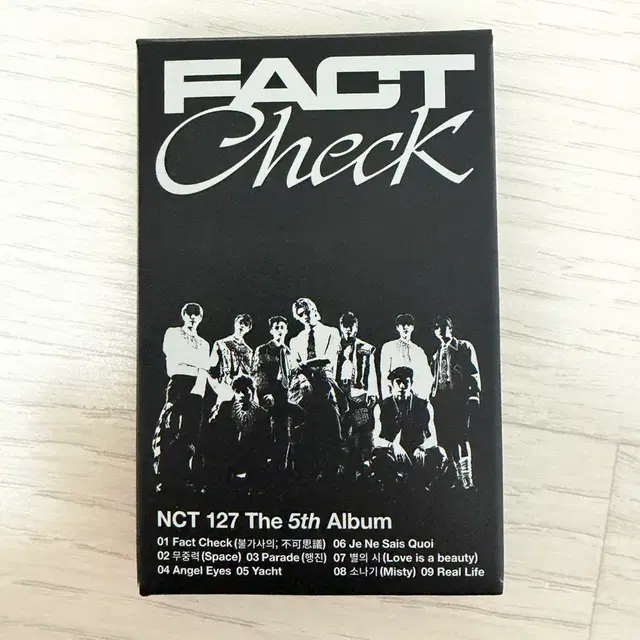 FACT
Check
NCT 127 The 5th Album
01 Fact Check (불가사의; 不可思議) 06 Je Ne Sais Quoi
02 무중력 (Space) 03 Parade (행진) 07 별의 시 (Love is a beauty)
04 Angel Eyes 05 Yacht 08 소나기 (Misty) 09 Real Life